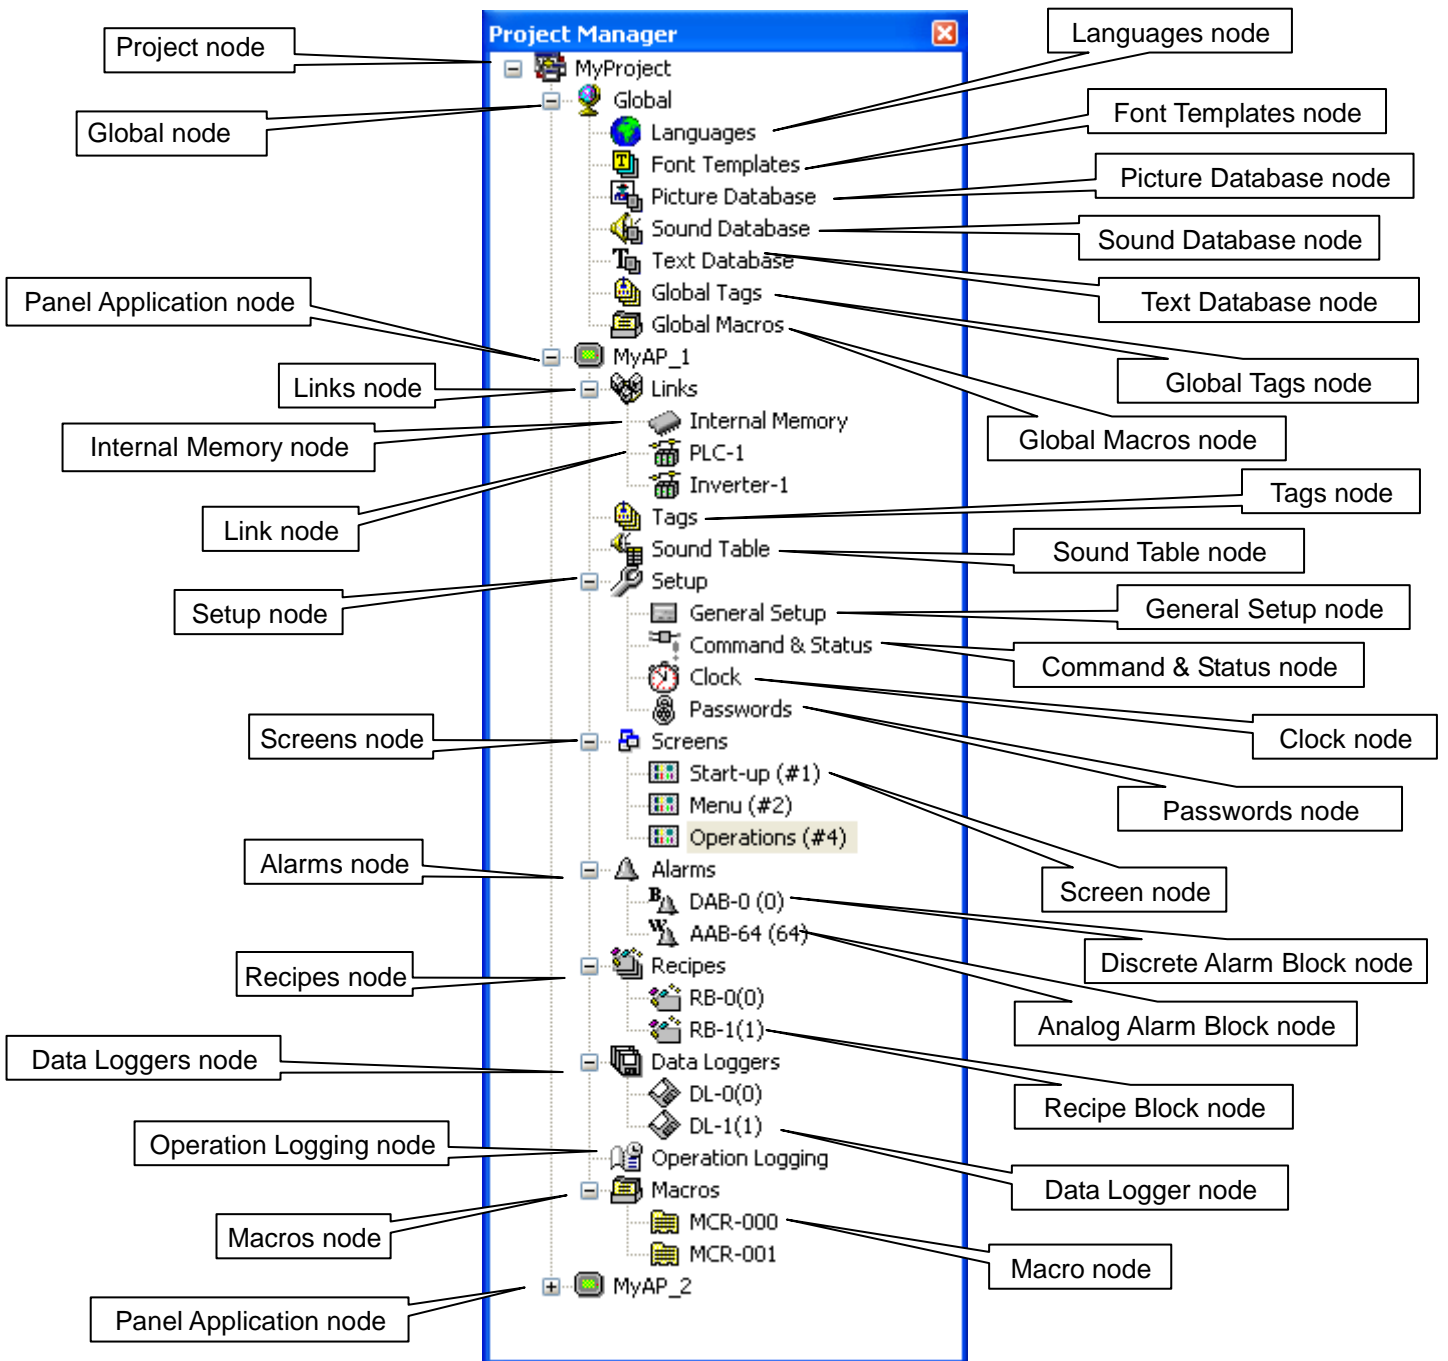 Project Manager
MyProject
Global
Languages
Font Templates
Picture Database
Sound Database
Text Database
Global Tags
Global Macros
MyAP_1
Links
Internal Memory
PLC-1
Inverter-1
Tags
Sound Table
Setup
General Setup
Command & Status
Clock
Passwords
Screens
Start-up (#1)
Menu (#2)
Operations (#4)
Alarms
DAB-0 (0)
AAB-64 (64)
Recipes
RB-0(0)
RB-1(1)
Data Loggers
DL-0(0)
DL-1(1)
Operation Logging
Macros
MCR-000
MCR-001
MyAP_2
Project node
Global node
Panel Application node
Links node
Internal Memory node
Link node
Setup node
Screens node
Alarms node
Recipes node
Data Loggers node
Operation Logging node
Macros node
Panel Application node
Languages node
Font Templates node
Picture Database node
Sound Database node
Text Database node
Global Tags node
Global Macros node
Tags node
Sound Table node
General Setup node
Command & Status node
Clock node
Passwords node
Screen node
Discrete Alarm Block node
Analog Alarm Block node
Recipe Block node
Data Logger node
Macro node